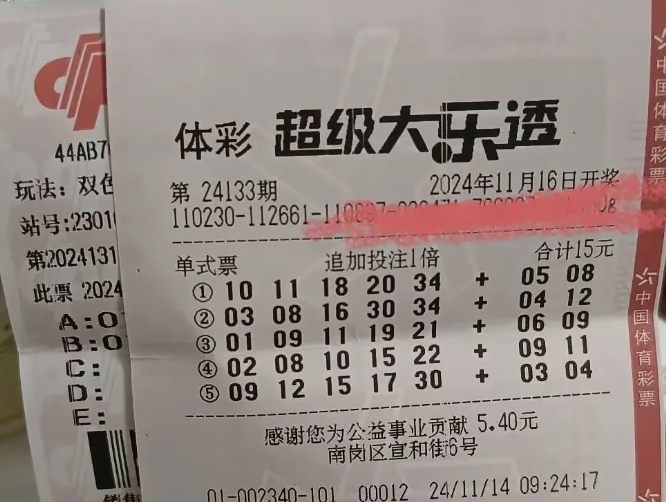 体彩 超级大乐透
第 24133期 2024年11月16日开奖
110230-112661-110
单式票 追加投注1倍 合计15元
① 10 11 18 20 34 + 05 08
② 03 08 16 30 34 + 04 12
③ 01 09 11 19 21 + 06 09
④ 02 08 10 15 22 + 09 11
⑤ 09 12 15 17 30 + 03 04
感谢您为公益事业贡献 5.40元
南岗区宣和街6号
01-002340-101 00012 24/11/14 09:24:17
44AB7
玩法: 双色
站号:2301
第2024131
此票 2024
A:0
B:0
C:
D:
E:
销售
中国体育彩票
中国体育彩票